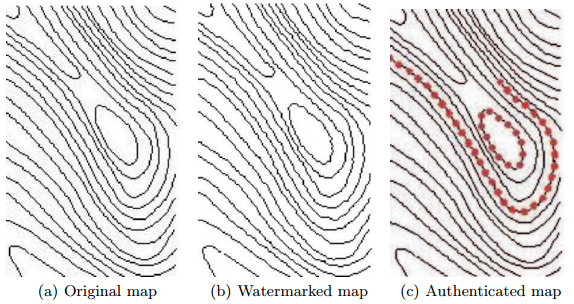 (a) Original map
(b) Watermarked map
(c) Authenticated map